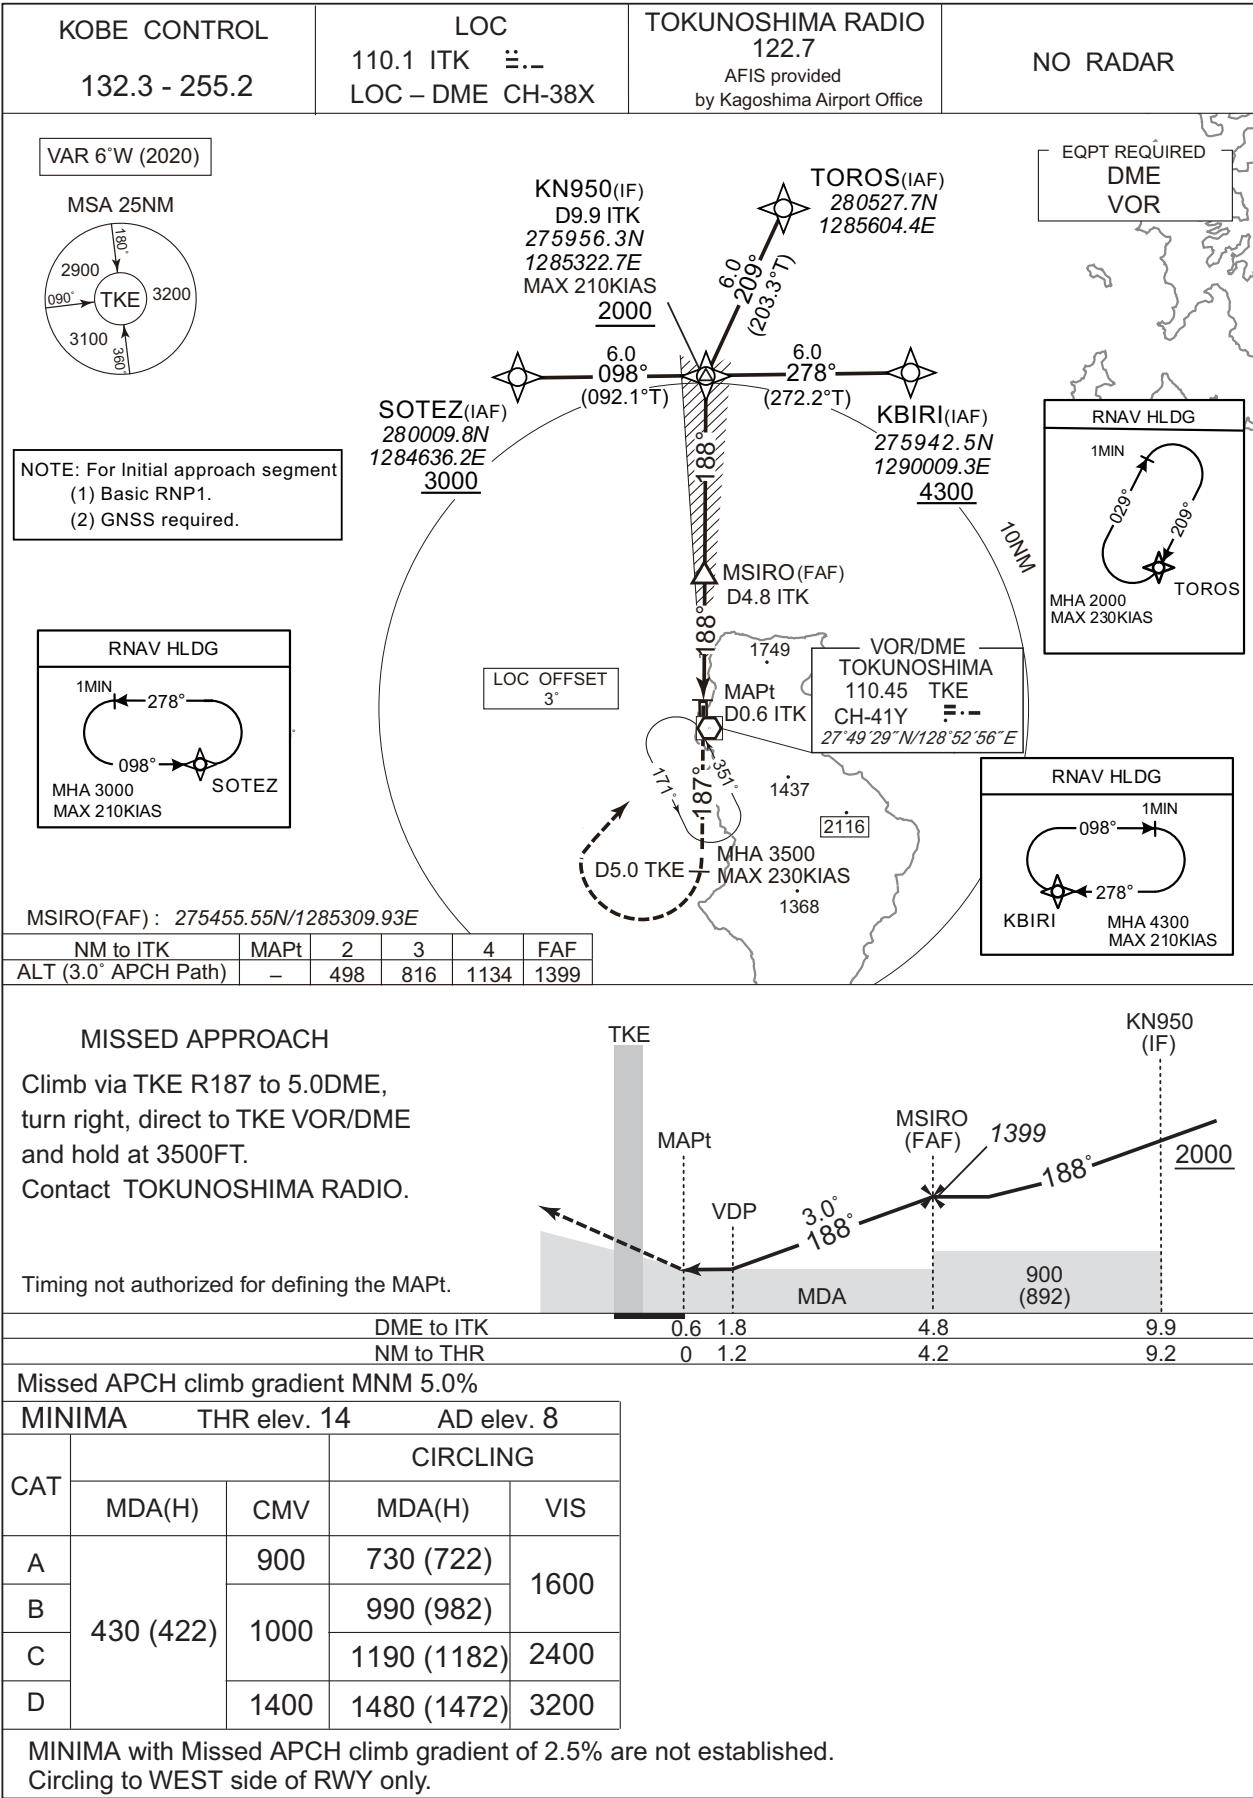 KOBE CONTROL
132.3 - 255.2
LOC
110.1 ITK
LOC – DME CH-38X
TOKUNOSHIMA RADIO
122.7
AFIS provided
by Kagoshima Airport Office
NO RADAR
VAR 6°W (2020)
MSA 25NM
180°
2900
090°
TKE
3200
3100
360°
EQPT REQUIRED
DME
VOR
KN950(IF)
D9.9 ITK
275956.3N
1285322.7E
MAX 210KIAS
2000
TOROS(IAF)
280527.7N
1285604.4E
6.0
209°
(203.3°T)
6.0
098°
(092.1°T)
6.0
278°
(272.2°T)
SOTEZ(IAF)
280009.8N
1284636.2E
3000
KBIRI(IAF)
275942.5N
1290009.3E
4300
NOTE: For Initial approach segment
(1) Basic RNP1.
(2) GNSS required.
188°
10NM
RNAV HLDG
1MIN
029°
209°
TOROS
MHA 2000
MAX 230KIAS
MSIRO(FAF)
D4.8 ITK
188°
RNAV HLDG
1MIN
278°
098°
SOTEZ
MHA 3000
MAX 210KIAS
LOC OFFSET
3°
1749
MAPt
D0.6 ITK
VOR/DME
TOKUNOSHIMA
110.45 TKE
CH-41Y
27°49´29″N/128°52´56″E
171°
187°
351°
1437
2116
D5.0 TKE
MHA 3500
MAX 230KIAS
1368
RNAV HLDG
1MIN
098°
278°
KBIRI
MHA 4300
MAX 210KIAS
MSIRO(FAF) : 275455.55N/1285309.93E
NM to ITK MAPt 2 3 4 FAF
ALT (3.0° APCH Path) – 498 816 1134 1399
MISSED APPROACH
Climb via TKE R187 to 5.0DME,
turn right, direct to TKE VOR/DME
and hold at 3500FT.
Contact TOKUNOSHIMA RADIO.
Timing not authorized for defining the MAPt.
TKE
MAPt
VDP
3.0°
188°
MSIRO
(FAF)
1399
188°
KN950
(IF)
2000
MDA
900
(892)
DME to ITK 0.6 1.8 4.8 9.9
NM to THR 0 1.2 4.2 9.2
Missed APCH climb gradient MNM 5.0%
MINIMA THR elev. 14 AD elev. 8
CAT
CIRCLING
MDA(H) CMV MDA(H) VIS
A 900 730 (722)
1600
B 990 (982)
430 (422) 1000
C 1190 (1182) 2400
D 1400 1480 (1472) 3200
MINIMA with Missed APCH climb gradient of 2.5% are not established.
Circling to WEST side of RWY only.